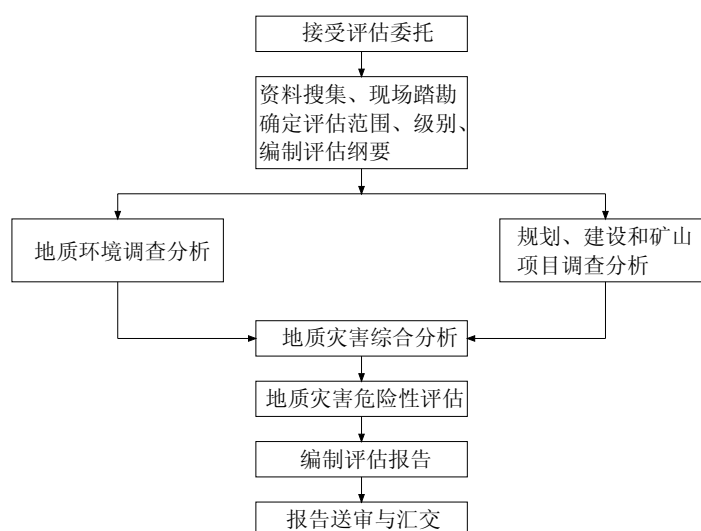 接受评估委托
资料搜集、现场踏勘
确定评估范围、级别、
编制评估纲要
地质环境调查分析
规划、建设和矿山
项目调查分析
地质灾害综合分析
地质灾害危险性评估
编制评估报告
报告送审与汇交